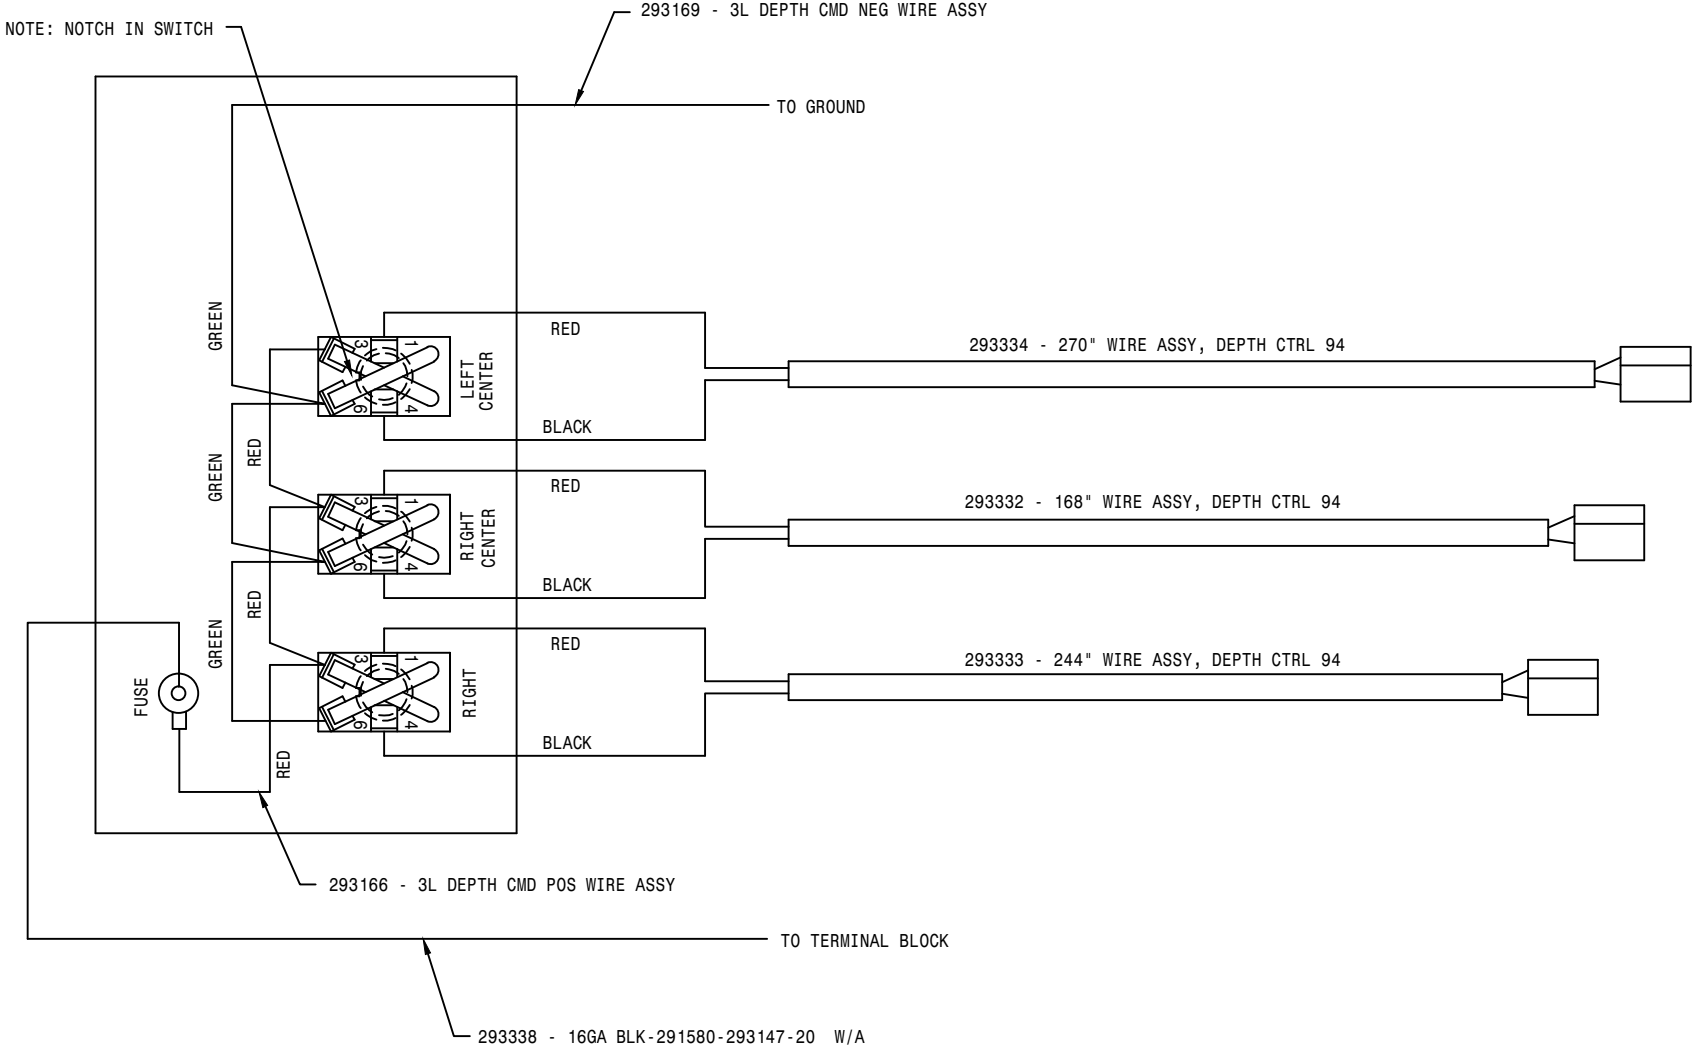 293169 - 3L DEPTH CMD NEG WIRE ASSY
NOTE: NOTCH IN SWITCH
TO GROUND
GREEN
RED
293334 - 270" WIRE ASSY, DEPTH CTRL 94
3
1
6
4
LEFT
CENTER
BLACK
RED
GREEN
RED
293332 - 168" WIRE ASSY, DEPTH CTRL 94
3
1
6
4
RIGHT
CENTER
BLACK
RED
GREEN
RED
293333 - 244" WIRE ASSY, DEPTH CTRL 94
3
1
6
4
RIGHT
FUSE
BLACK
RED
293166 - 3L DEPTH CMD POS WIRE ASSY
TO TERMINAL BLOCK
293338 - 16GA BLK-291580-293147-20 W/A